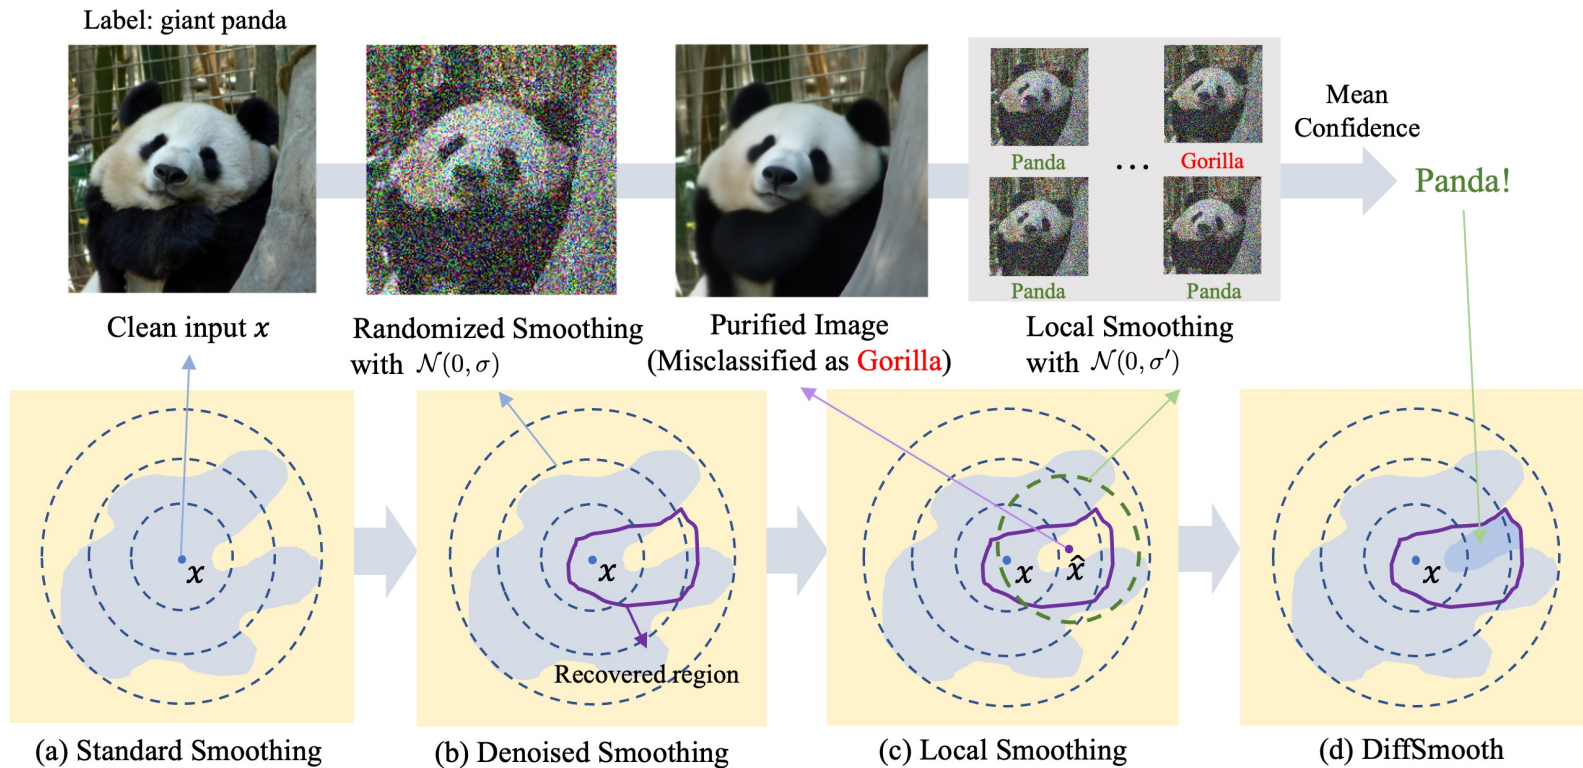 Label: giant panda
Panda
...
Gorilla
Panda
Panda
Mean
Confidence
Panda!
Clean input x
Randomized Smoothing
with 𝒩(0, σ)
Purified Image
(Misclassified as Gorilla)
Local Smoothing
with 𝒩(0, σ′)
x
x
Recovered region
x
x̂
x
(a) Standard Smoothing
(b) Denoised Smoothing
(c) Local Smoothing
(d) DiffSmooth